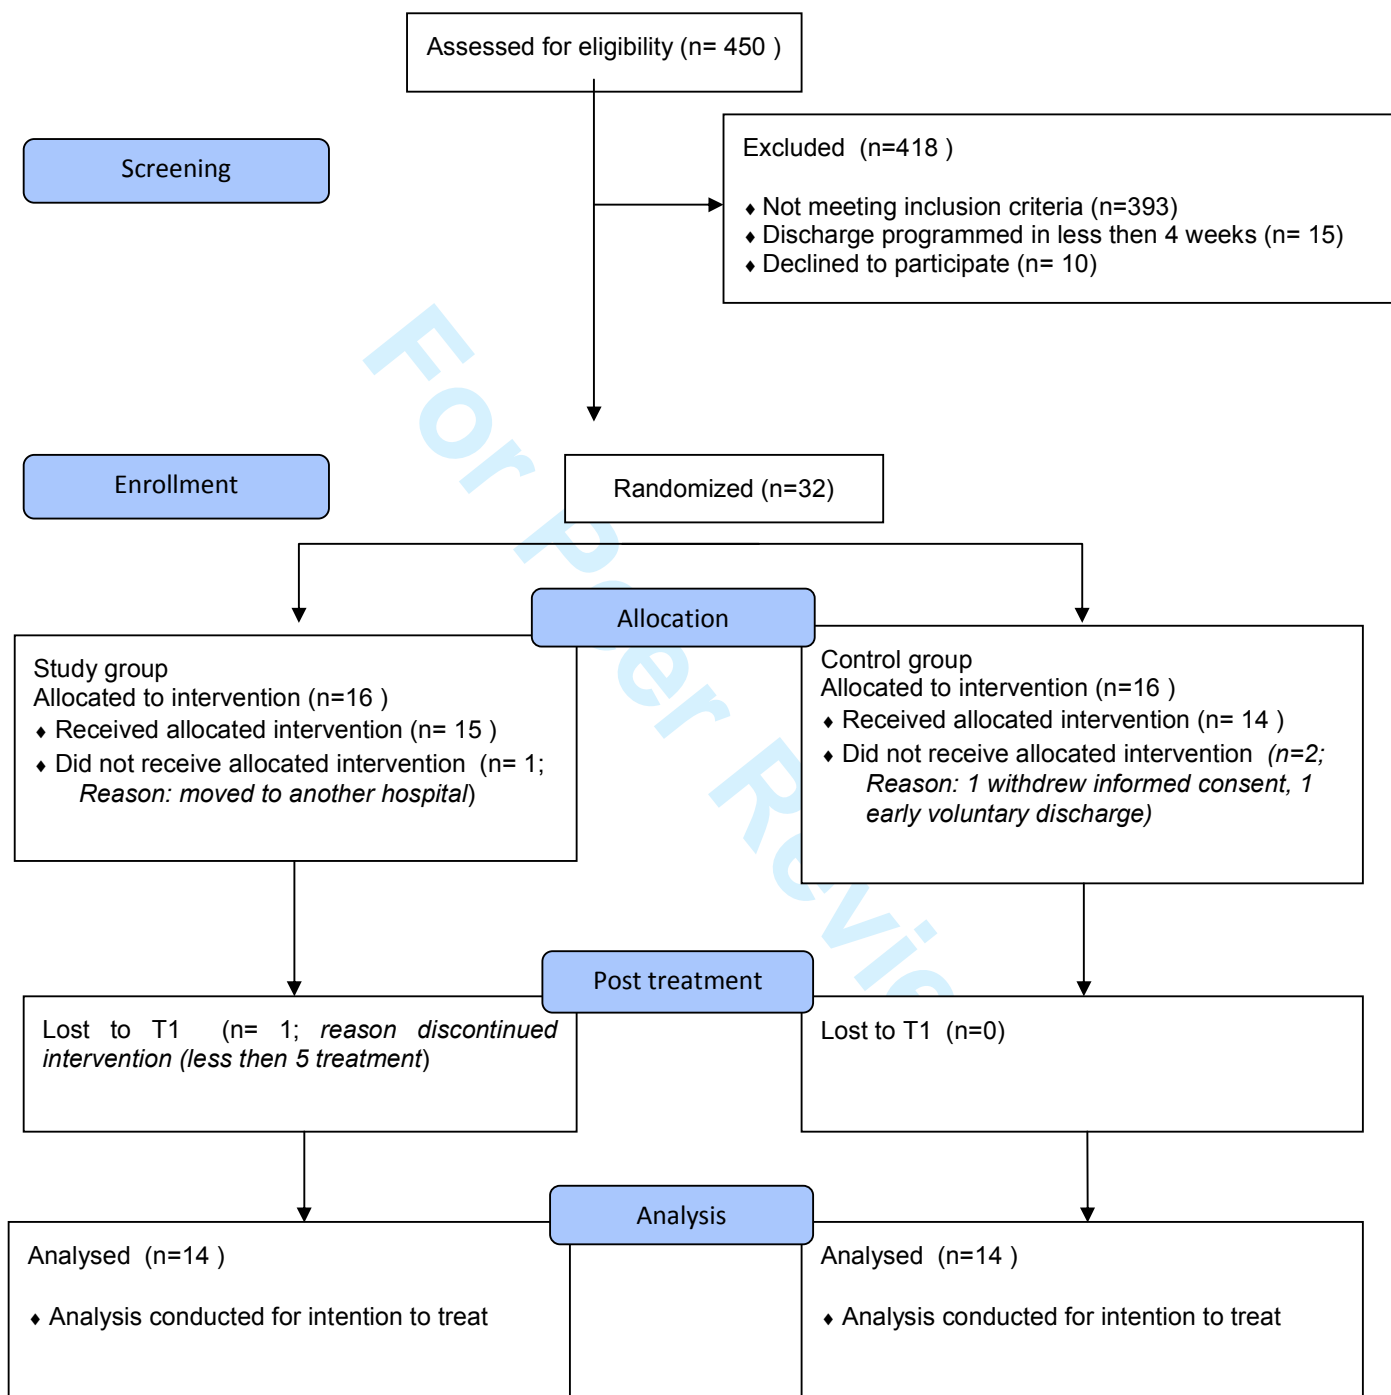 Assessed for eligibility (n= 450 )
Screening
Excluded  (n=418 )
♦ Not meeting inclusion criteria (n=393)
♦ Discharge programmed in less then 4 weeks (n= 15)
♦ Declined to participate (n= 10)
Enrollment
Randomized (n=32)
Allocation
Study group
Allocated to intervention (n=16 )
♦ Received allocated intervention (n= 15 )
♦ Did not receive allocated intervention  (n= 1;
Reason: moved to another hospital)
Control group
Allocated to intervention (n=16 )
♦ Received allocated intervention (n= 14 )
♦ Did not receive allocated intervention  (n=2;
Reason: 1 withdrew informed consent, 1
early voluntary discharge)
Post treatment
Lost to T1  (n= 1; reason discontinued
intervention (less then 5 treatment)
Lost to T1  (n=0)
Analysis
Analysed  (n=14 )
♦ Analysis conducted for intention to treat
Analysed  (n=14 )
♦ Analysis conducted for intention to treat
For Peer Review